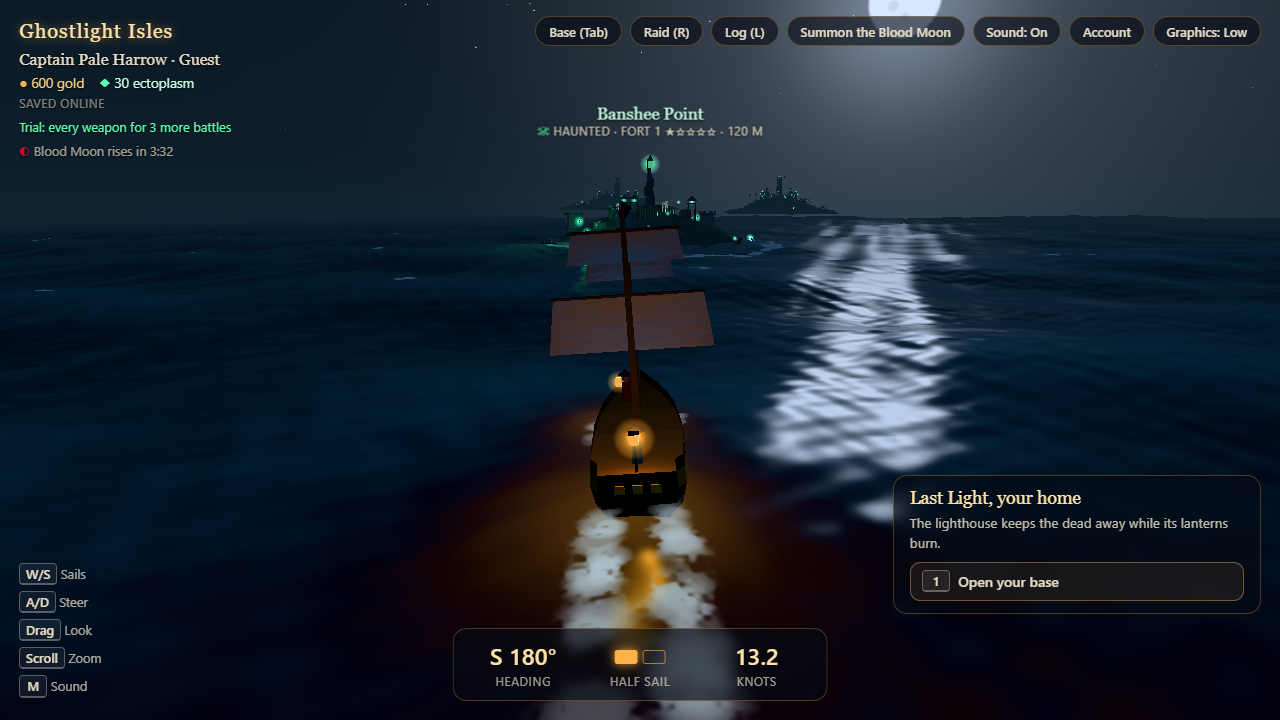 Ghostlight Isles
Captain Pale Harrow · Guest
600 gold 30 ectoplasm
SAVED ONLINE
Trial: every weapon for 3 more battles
Blood Moon rises in 3:32
Base (Tab)
Raid (R)
Log (L)
Summon the Blood Moon
Sound: On
Account
Graphics: Low
Banshee Point
HAUNTED · FORT 1 ★☆☆☆☆ · 120 M
Last Light, your home
The lighthouse keeps the dead away while its lanterns
burn.
1 Open your base
W/S Sails
A/D Steer
Drag Look
Scroll Zoom
M Sound
S 180° 13.2
HEADING HALF SAIL KNOTS